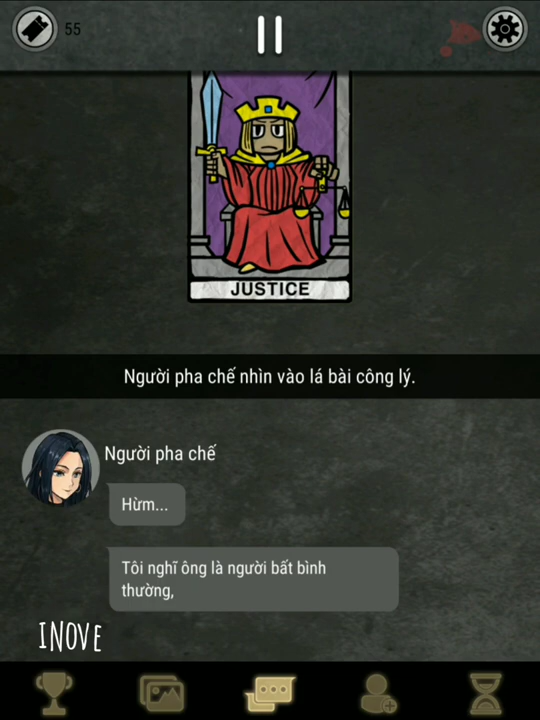 55
JUSTICE
Người pha chế nhìn vào lá bài công lý.
Người pha chế
Hừm...
Tôi nghĩ ông là người bất bình
thường,
INOVE